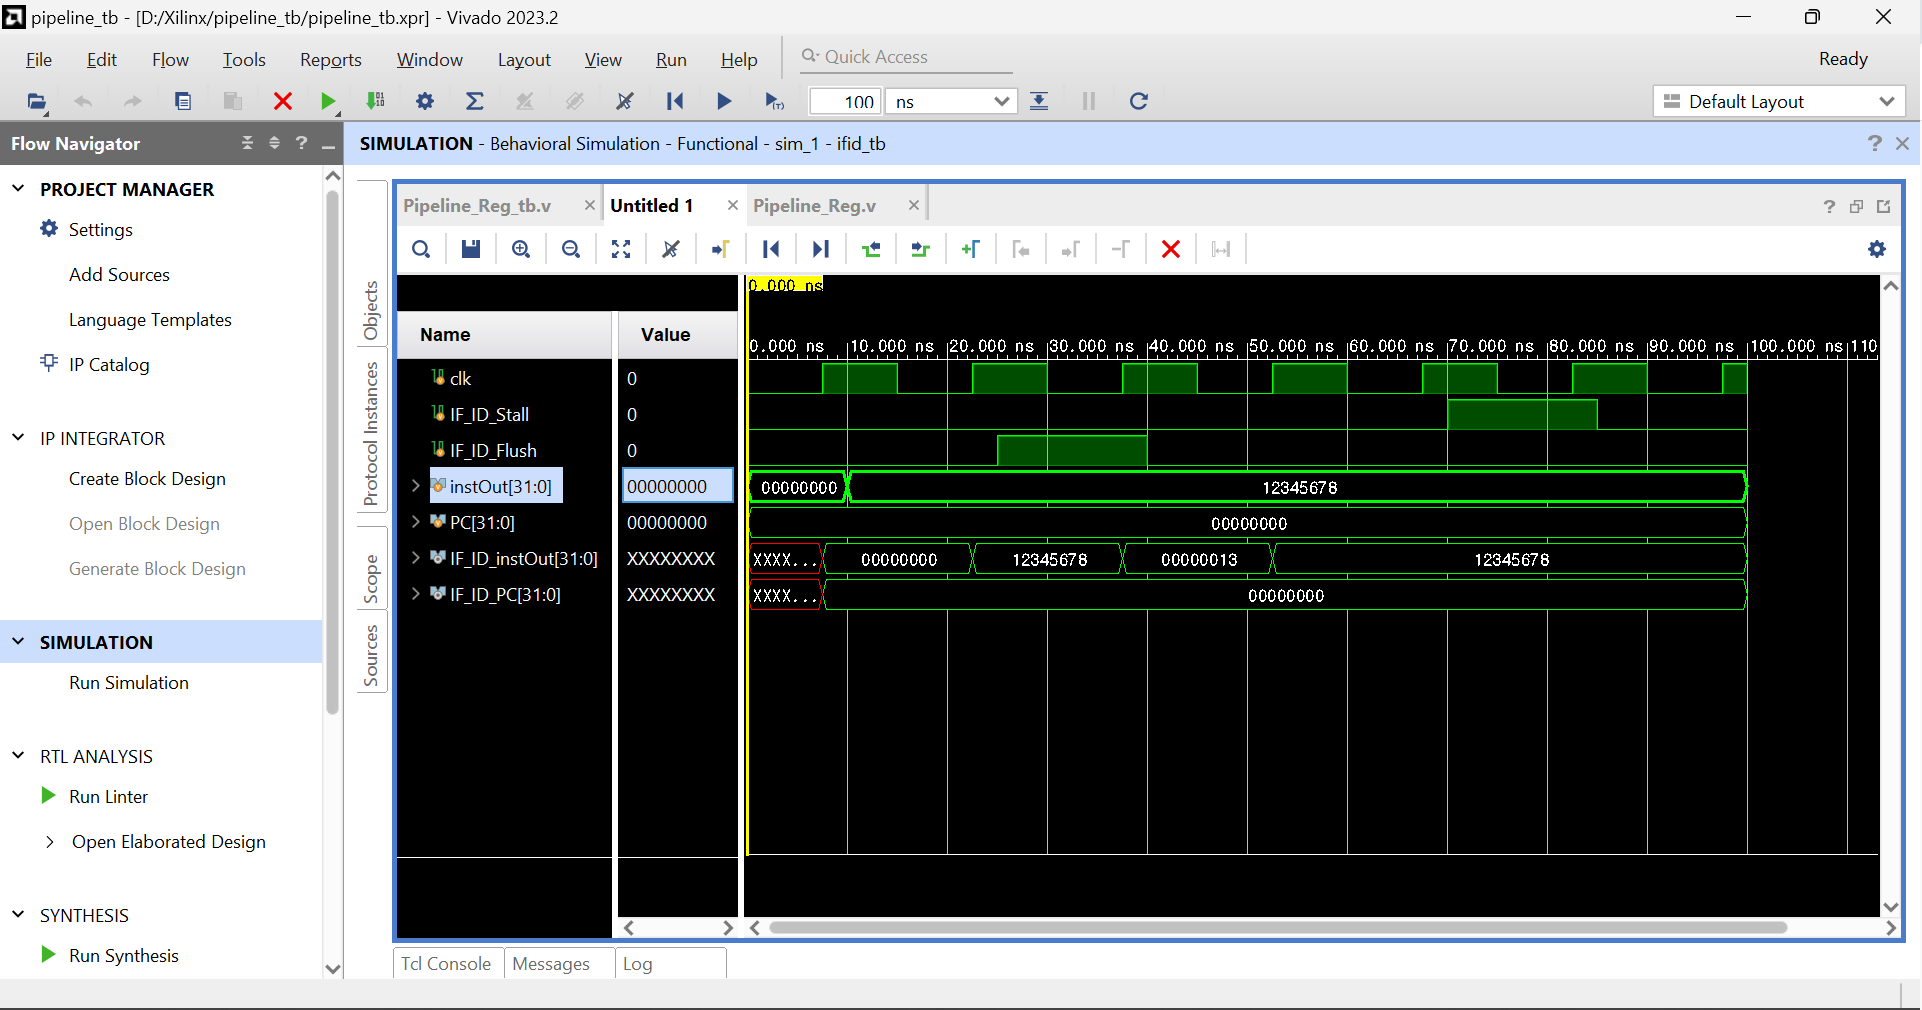 pipeline_tb - [D:/Xilinx/pipeline_tb/pipeline_tb.xpr] - Vivado 2023.2
File Edit Flow Tools Reports Window Layout View Run Help Quick Access Ready
100 ns Default Layout
Flow Navigator
SIMULATION - Behavioral Simulation - Functional - sim_1 - ifid_tb
PROJECT MANAGER
Settings
Add Sources
Language Templates
IP Catalog
IP INTEGRATOR
Create Block Design
Open Block Design
Generate Block Design
SIMULATION
Run Simulation
RTL ANALYSIS
Run Linter
Open Elaborated Design
SYNTHESIS
Run Synthesis
Objects
Protocol Instances
Scope
Sources
Pipeline_Reg_tb.v Untitled 1 Pipeline_Reg.v
0.000 ns
Name Value
0.000 ns 10.000 ns 20.000 ns 30.000 ns 40.000 ns 50.000 ns 60.000 ns 70.000 ns 80.000 ns 90.000 ns 100.000 ns 110
clk 0
IF_ID_Stall 0
IF_ID_Flush 0
instOut[31:0] 00000000 00000000 12345678
PC[31:0] 00000000 00000000
IF_ID_instOut[31:0] XXXXXXXX XXXX... 00000000 12345678 00000013 12345678
IF_ID_PC[31:0] XXXXXXXX XXXX... 00000000
Tcl Console Messages Log